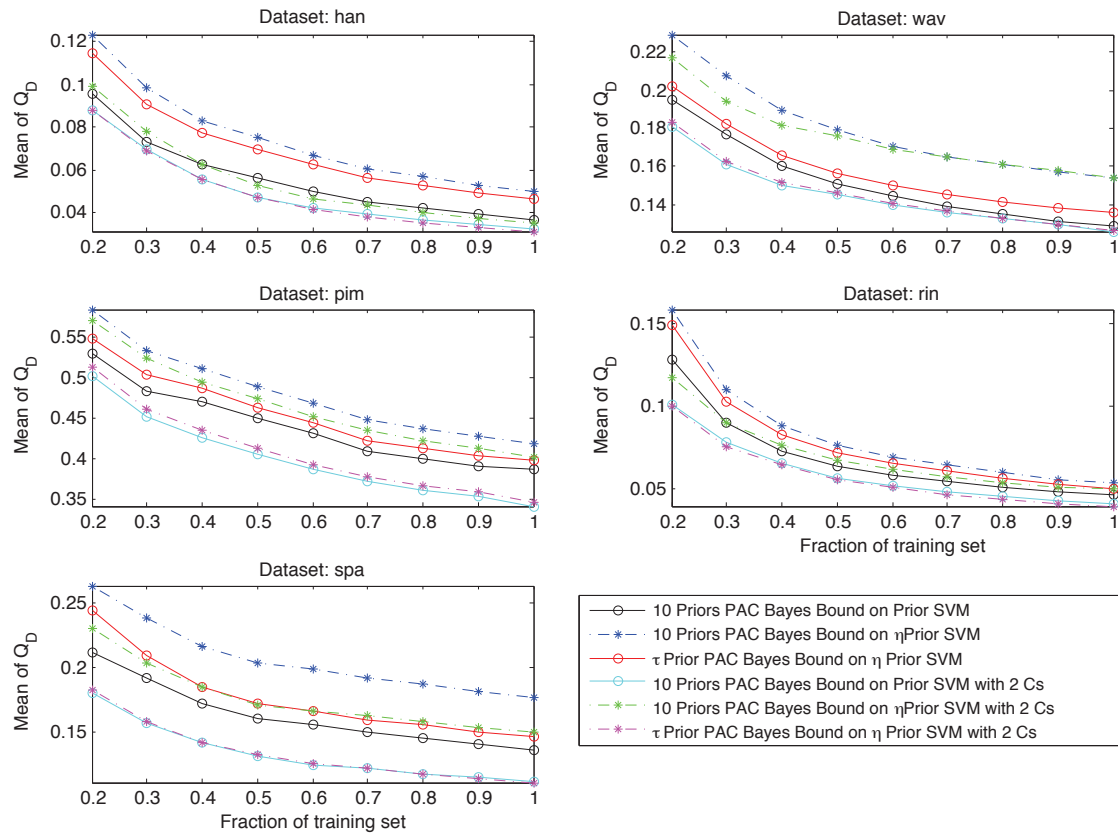 Dataset: han
0.12
0.1
0.08
0.06
0.04
Mean of Q_D
0.2 0.3 0.4 0.5 0.6 0.7 0.8 0.9 1
Dataset: wav
0.22
0.2
0.18
0.16
0.14
Mean of Q_D
0.2 0.3 0.4 0.5 0.6 0.7 0.8 0.9 1
Dataset: pim
0.55
0.5
0.45
0.4
0.35
Mean of Q_D
0.2 0.3 0.4 0.5 0.6 0.7 0.8 0.9 1
Dataset: rin
0.15
0.1
0.05
Mean of Q_D
0.2 0.3 0.4 0.5 0.6 0.7 0.8 0.9 1
Fraction of training set
Dataset: spa
0.25
0.2
0.15
Mean of Q_D
0.2 0.3 0.4 0.5 0.6 0.7 0.8 0.9 1
Fraction of training set
10 Priors PAC Bayes Bound on Prior SVM
10 Priors PAC Bayes Bound on ηPrior SVM
τ Prior PAC Bayes Bound on η Prior SVM
10 Priors PAC Bayes Bound on Prior SVM with 2 Cs
10 Priors PAC Bayes Bound on ηPrior SVM with 2 Cs
τ Prior PAC Bayes Bound on η Prior SVM with 2 Cs